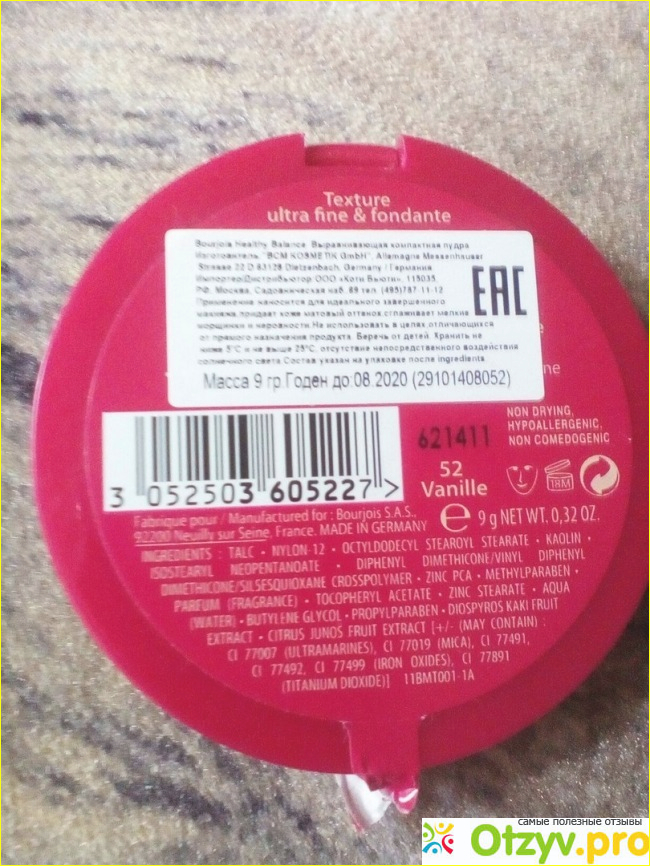 Texture
ultra fine & fondante
Bourjois Healthy Balance Выравнивающая компактная пудра
Изготовитель "BCM KOSMETIK GmbH", Allemagne Messenhauser
22 D 63128 Dietzenbach, Germany / Германия
Импортер/Дистрибьютор ООО «Коти Бьюти», 115035,
РФ, Москва, Садовническая наб. 69 тел. (495)787-11-12
Применение: наносится для идеального завершенного
макияжа, придает коже матовый оттенок, сглаживает мелкие
морщинки и неровности. Не использовать в целях, отличающихся
от прямого назначения продукта. Беречь от детей. Хранить не
ниже 5°С и не выше 25°С, отсутствие непосредственного воздействия
солнечного света. Состав указан на упаковке после ingredients
Масса 9 гр. Годен до:08.2020 (29101408052)
EAC
ne
NON DRYING,
HYPOALLERGENIC,
NON COMEDOGENIC
621411
3 052503 605227 >
52
Vanille
18M
Fabriqué pour / Manufactured for : Bourjois S.A.S.,
92200 Neuilly sur Seine, France. MADE IN GERMANY
e 9 g NET WT. 0,32 OZ.
INGREDIENTS : TALC • NYLON-12 • OCTYLDODECYL STEAROYL STEARATE • KAOLIN •
ISOSTEARYL NEOPENTANOATE • DIPHENYL DIMETHICONE/VINYL DIPHENYL
DIMETHICONE/SILSESQUIOXANE CROSSPOLYMER • ZINC PCA • METHYLPARABEN •
PARFUM (FRAGRANCE) • TOCOPHERYL ACETATE • ZINC STEARATE • AQUA
(WATER) • BUTYLENE GLYCOL • PROPYLPARABEN • DIOSPYROS KAKI FRUIT
EXTRACT • CITRUS JUNOS FRUIT EXTRACT [+/- (MAY CONTAIN) :
CI 77007 (ULTRAMARINES), CI 77019 (MICA), CI 77491,
CI 77492, CI 77499 (IRON OXIDES), CI 77891
(TITANIUM DIOXIDE)] 11BMT001-1A
самые полезные отзывы
Otzyv.pro